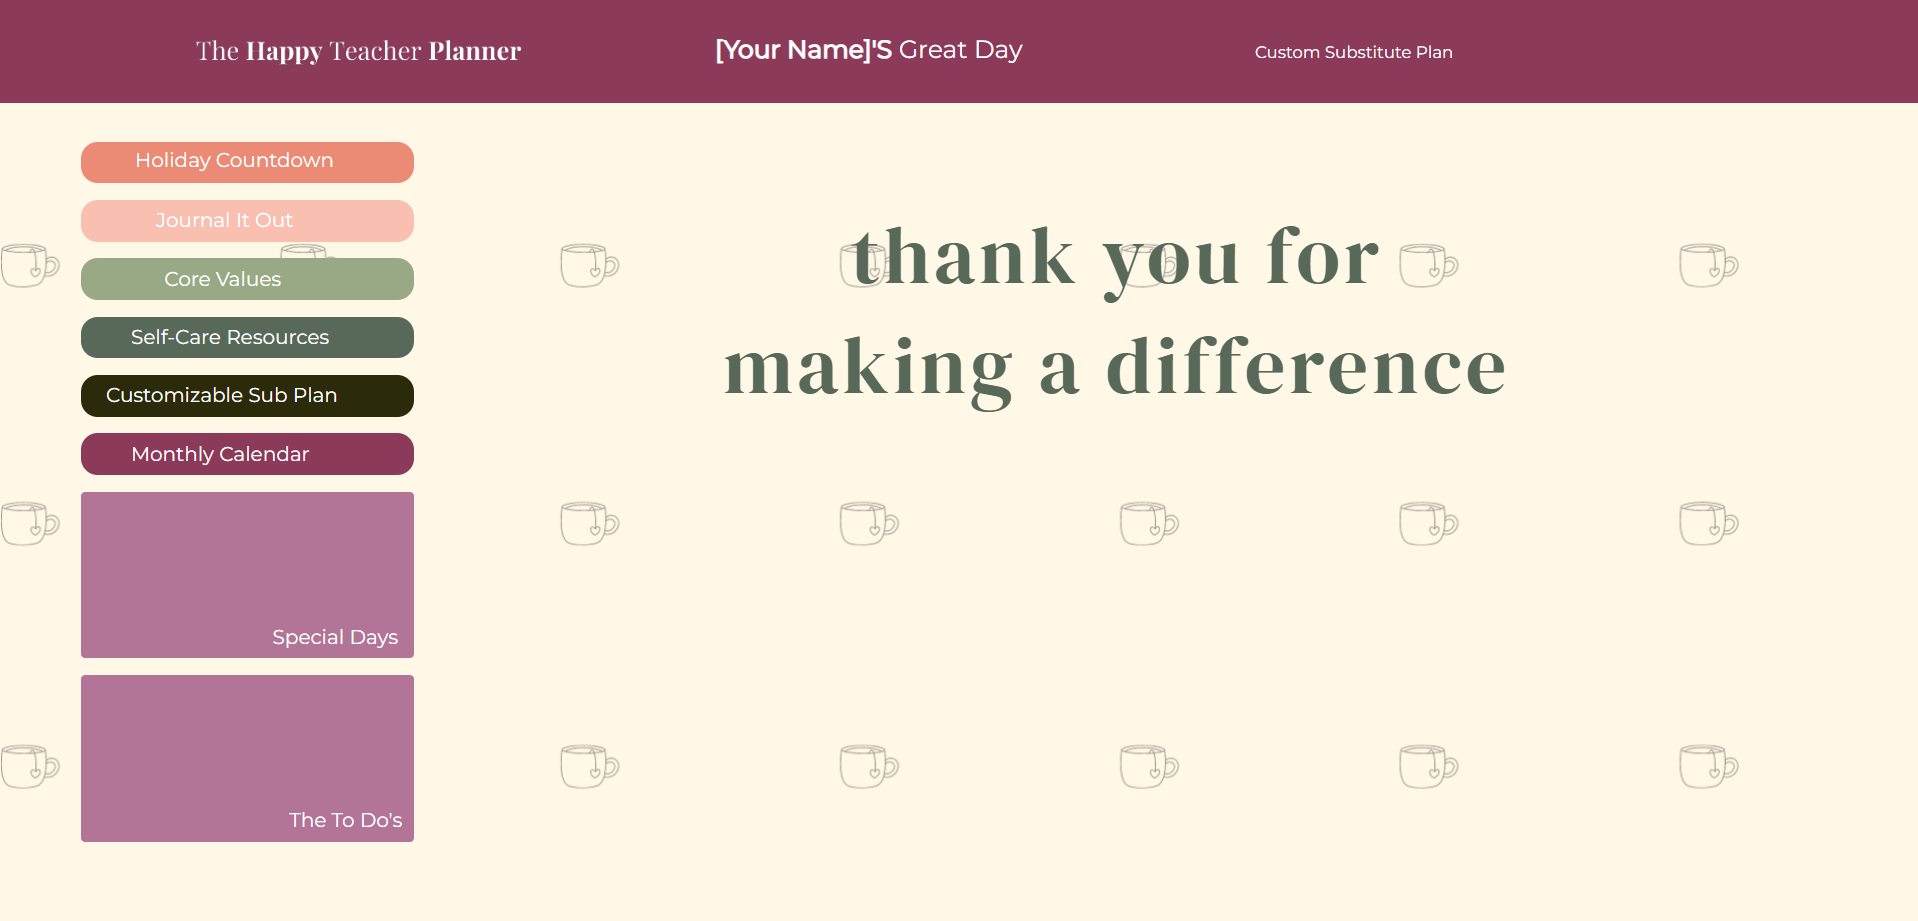 The Happy Teacher Planner
[Your Name]'S Great Day
Custom Substitute Plan
Holiday Countdown
Journal It Out
Core Values
Self-Care Resources
Customizable Sub Plan
Monthly Calendar
Special Days
The To Do's
thank you for
making a difference